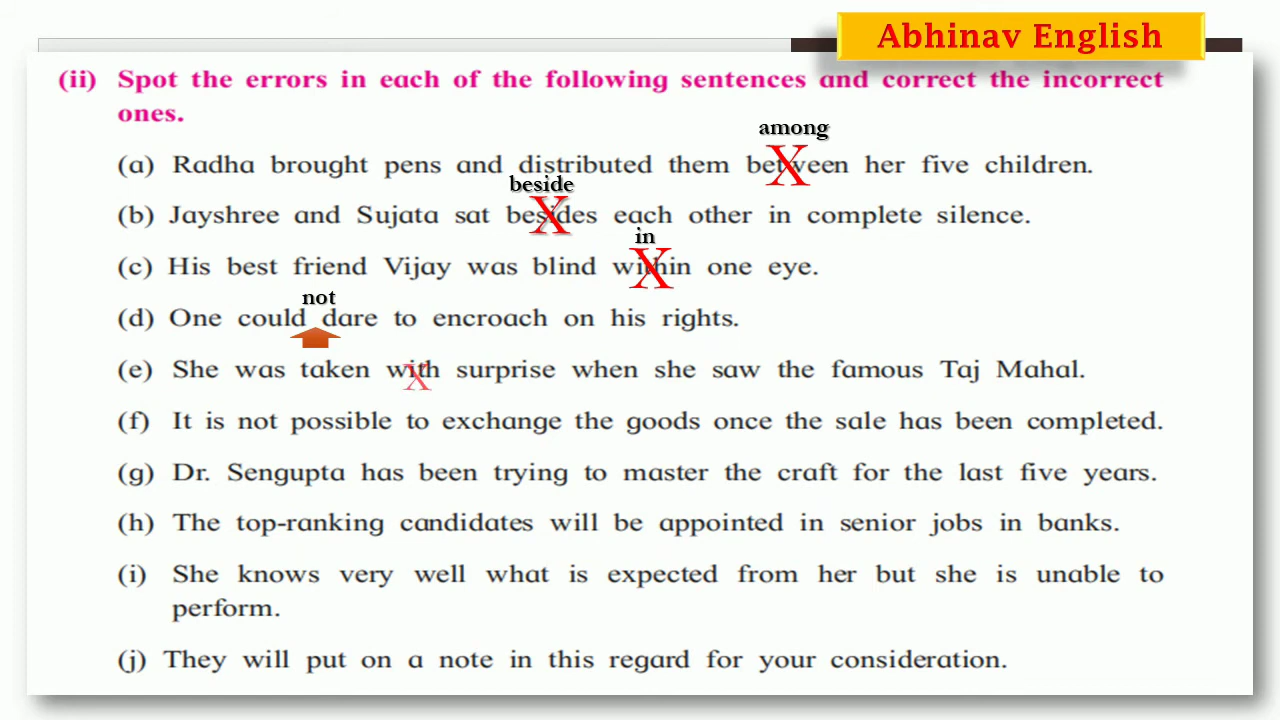 Abhinav English
(ii) Spot the errors in each of the following sentences and correct the incorrect
ones.
among
(a) Radha brought pens and distributed them between her five children.
X
beside
(b) Jayshree and Sujata sat besides each other in complete silence.
X
in
(c) His best friend Vijay was blind within one eye.
X
not
(d) One could dare to encroach on his rights.
(e) She was taken with surprise when she saw the famous Taj Mahal.
X
(f) It is not possible to exchange the goods once the sale has been completed.
(g) Dr. Sengupta has been trying to master the craft for the last five years.
(h) The top-ranking candidates will be appointed in senior jobs in banks.
(i) She knows very well what is expected from her but she is unable to
perform.
(j) They will put on a note in this regard for your consideration.